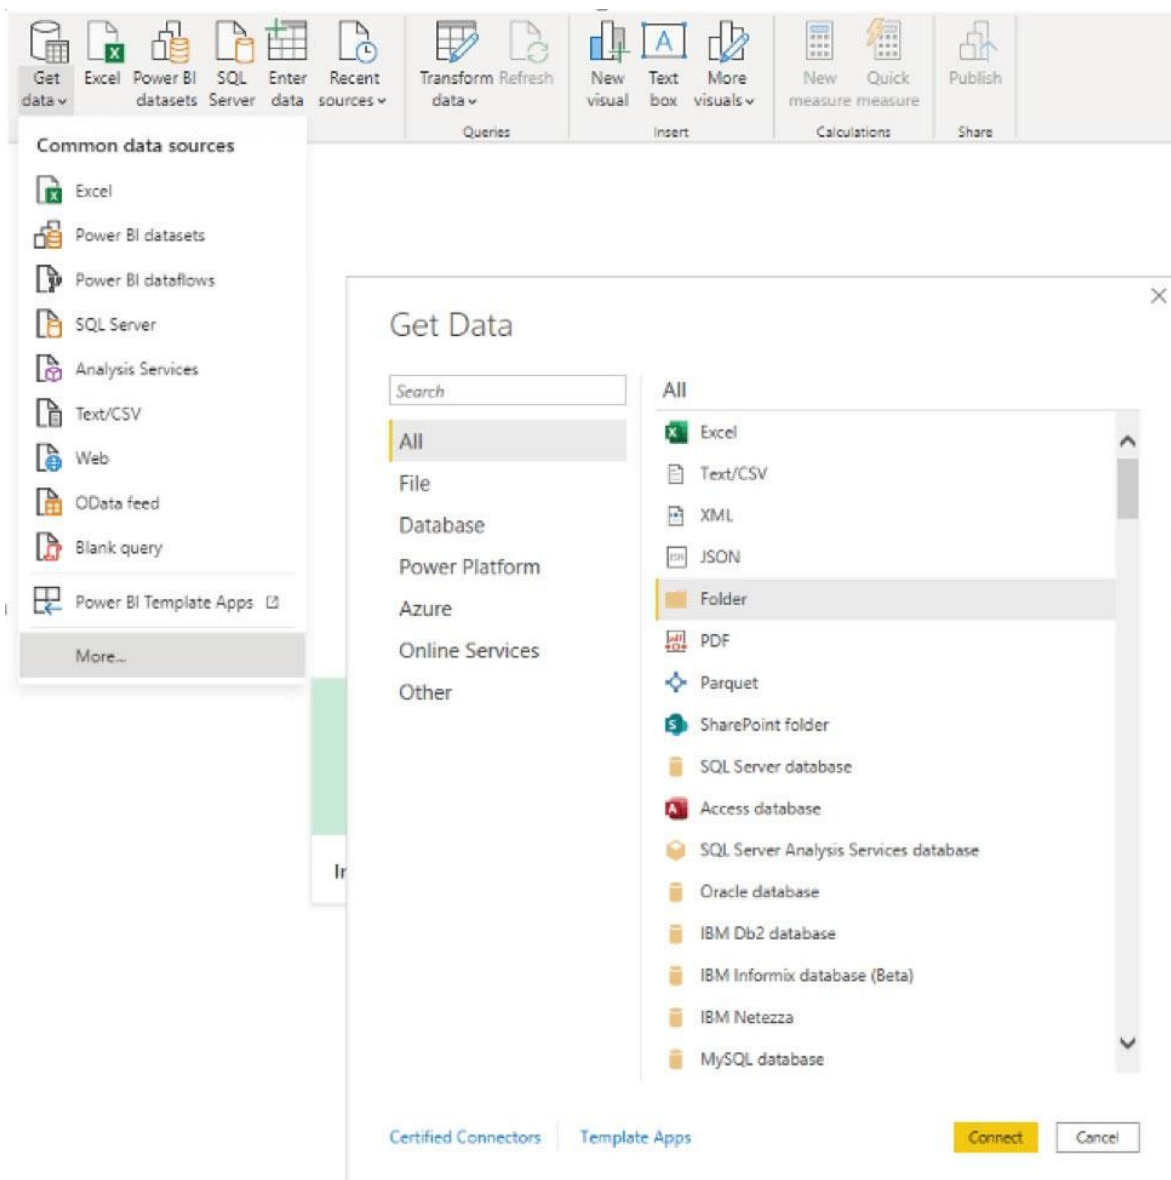 Get data
Excel
Power BI datasets
SQL Server
Enter data
Recent sources
Transform data
Refresh
New visual
Text box
More visuals
New measure
Quick measure
Publish
Queries
Insert
Calculations
Share
Common data sources
Excel
Power BI datasets
Power BI dataflows
SQL Server
Analysis Services
Text/CSV
Web
OData feed
Blank query
Power BI Template Apps
More...
Get Data
Search
All
File
Database
Power Platform
Azure
Online Services
Other
All
Excel
Text/CSV
XML
JSON
Folder
PDF
Parquet
SharePoint folder
SQL Server database
Access database
SQL Server Analysis Services database
Oracle database
IBM Db2 database
IBM Informix database (Beta)
IBM Netezza
MySQL database
Certified Connectors
Template Apps
Connect
Cancel